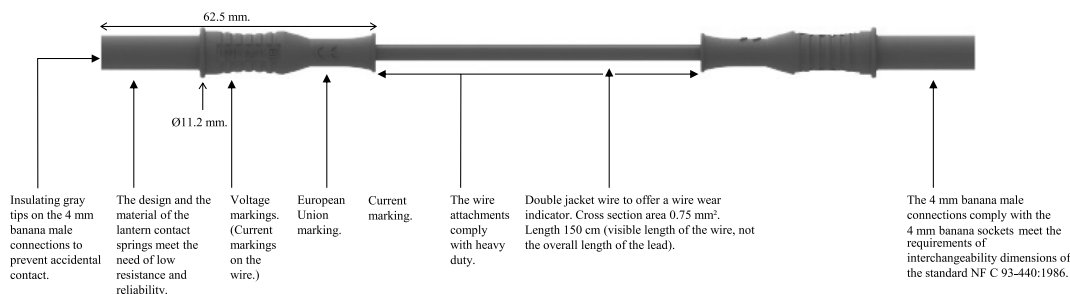 62.5 mm.
Ø11.2 mm.
Insulating gray
tips on the 4 mm
banana male
connections to
prevent accidental
contact.
The design and the
material of the
lantern contact
springs meet the
need of low
resistance and
reliability.
Voltage
markings.
(Current
markings
on the
wire.)
European
Union
marking.
Current
marking.
The wire
attachments
comply
with heavy
duty.
Double jacket wire to offer a wire wear
indicator. Cross section area 0.75 mm².
Length 150 cm (visible length of the wire, not
the overall length of the lead).
The 4 mm banana male
connections comply with the
4 mm banana sockets meet the
requirements of
interchangeability dimensions of
the standard NF C 93-440:1986.